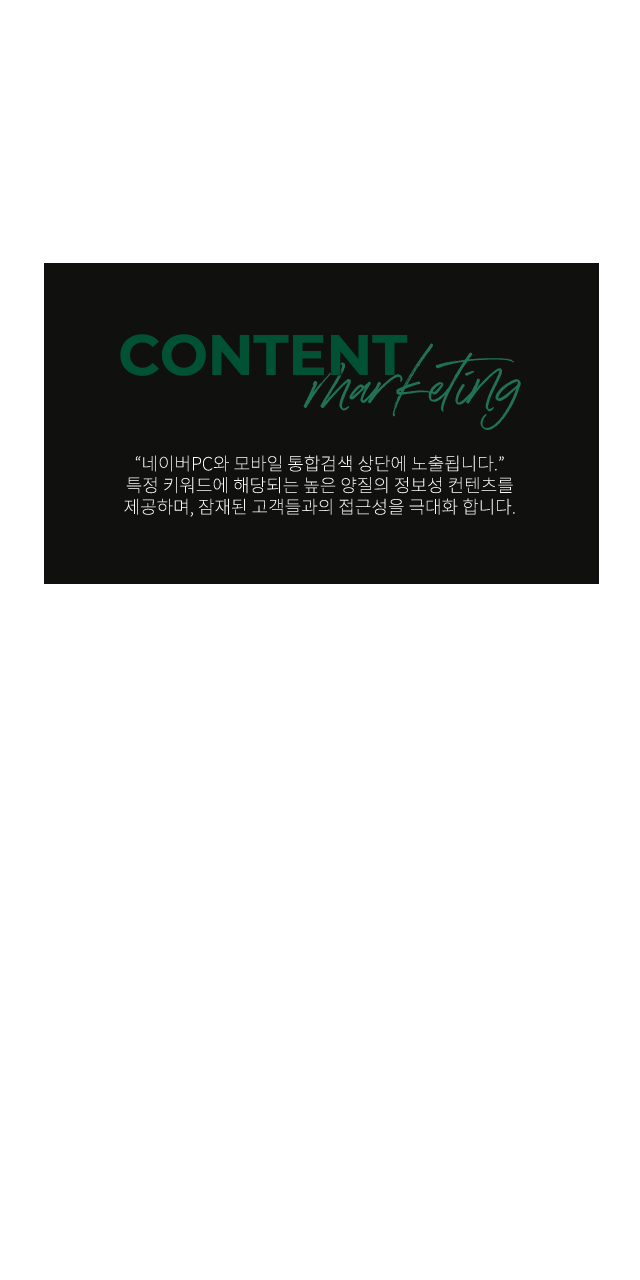 CONTENT
marketing
“네이버PC와 모바일 통합검색 상단에 노출됩니다.”
특정 키워드에 해당되는 높은 양질의 정보성 컨텐츠를
제공하며, 잠재된 고객들과의 접근성을 극대화 합니다.